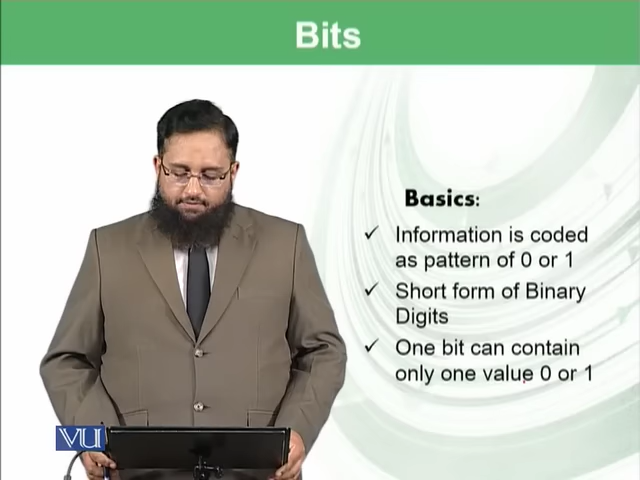 Bits
Basics:
✓ Information is coded
as pattern of 0 or 1
✓ Short form of Binary
Digits
✓ One bit can contain
only one value 0 or 1
VU